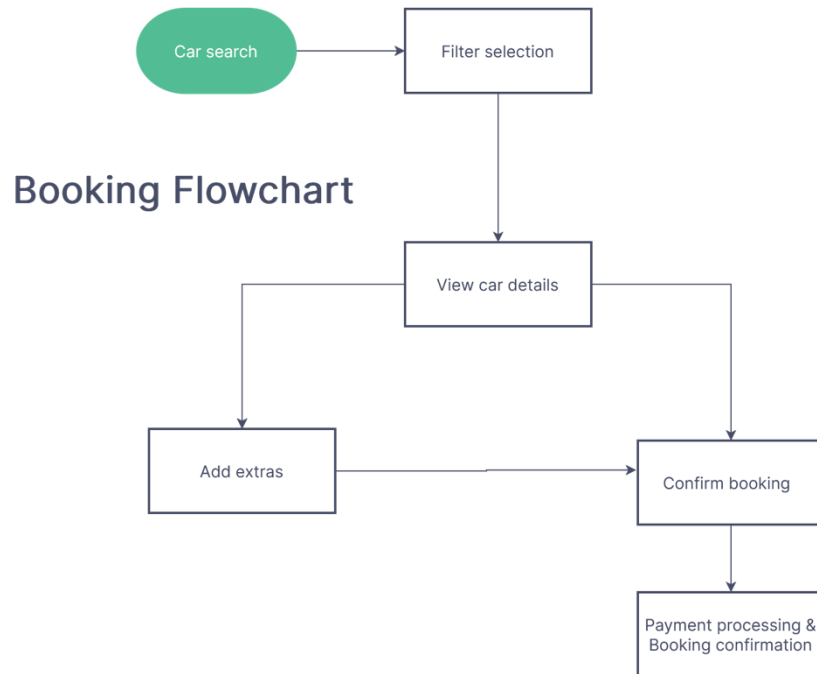 Car search
Filter selection
Booking Flowchart
View car details
Add extras
Confirm booking
Payment processing &
Booking confirmation